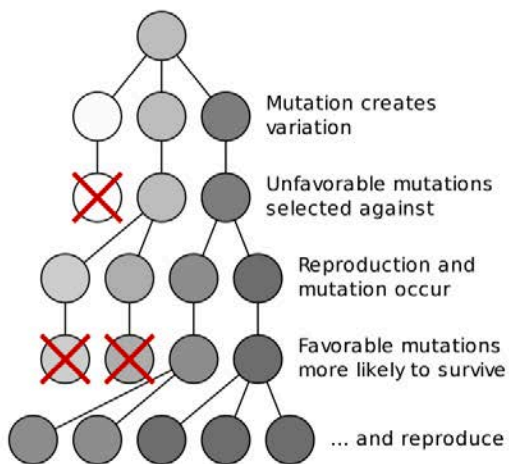 Mutation creates
variation
Unfavorable mutations
selected against
Reproduction and
mutation occur
Favorable mutations
more likely to survive
... and reproduce